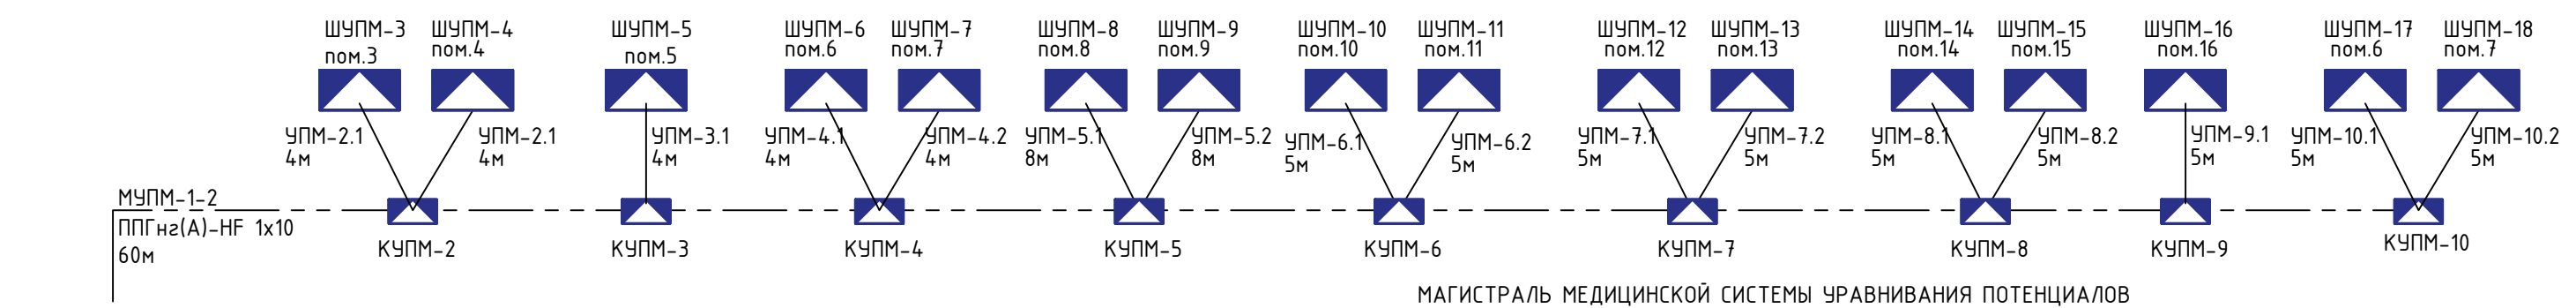 ШУПМ-3
пом.3
ШУПМ-4
пом.4
ШУПМ-5
пом.5
ШУПМ-6
пом.6
ШУПМ-7
пом.7
ШУПМ-8
пом.8
ШУПМ-9
пом.9
ШУПМ-10
пом.10
ШУПМ-11
пом.11
ШУПМ-12
пом.12
ШУПМ-13
пом.13
ШУПМ-14
пом.14
ШУПМ-15
пом.15
ШУПМ-16
пом.16
ШУПМ-17
пом.6
ШУПМ-18
пом.7
УПМ-2.1
4м
УПМ-2.1
4м
УПМ-3.1
4м
УПМ-4.1
4м
УПМ-4.2
4м
УПМ-5.1
8м
УПМ-5.2
8м
УПМ-6.1
5м
УПМ-6.2
5м
УПМ-7.1
5м
УПМ-7.2
5м
УПМ-8.1
5м
УПМ-8.2
5м
УПМ-9.1
5м
УПМ-10.1
5м
УПМ-10.2
5м
МУПМ-1-2
ППГнг(А)-HF 1x10
60м
КУПМ-2
КУПМ-3
КУПМ-4
КУПМ-5
КУПМ-6
КУПМ-7
КУПМ-8
КУПМ-9
КУПМ-10
МАГИСТРАЛЬ МЕДИЦИНСКОЙ СИСТЕМЫ УРАВНИВАНИЯ ПОТЕНЦИАЛОВ